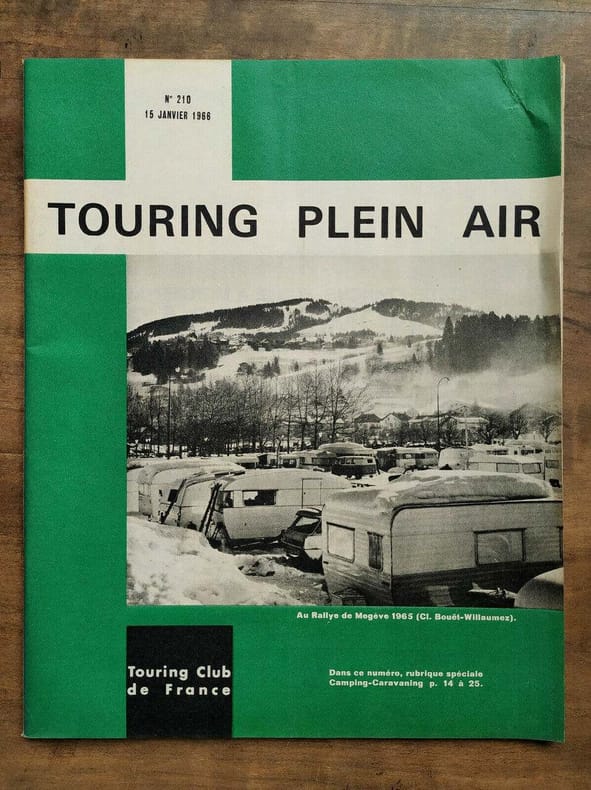 N° 210
15 JANVIER 1966
TOURING PLEIN AIR
Au Rallye de Megève 1965 (Cl. Bouët-Willaumez).
Touring Club
de France
Dans ce numéro, rubrique spéciale
Camping-Caravaning p. 14 à 25.